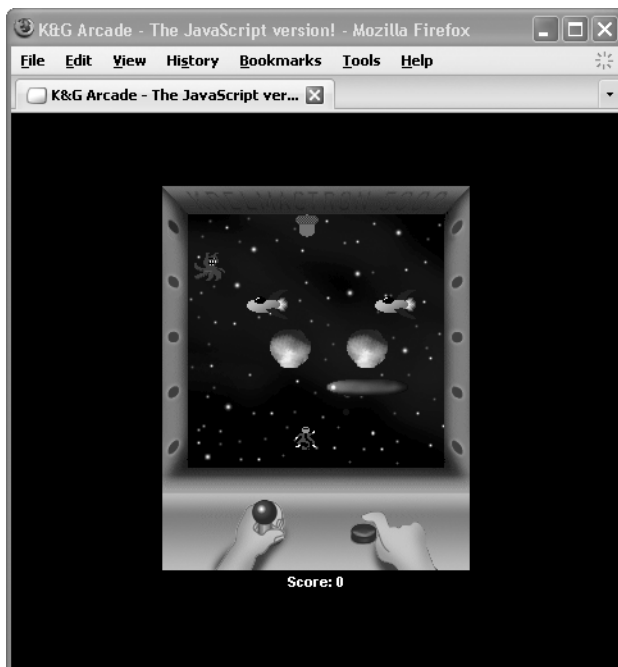 K&G Arcade - The JavaScript version! - Mozilla Firefox
File Edit View History Bookmarks Tools Help
K&G Arcade - The JavaScript ver...
Score: 0